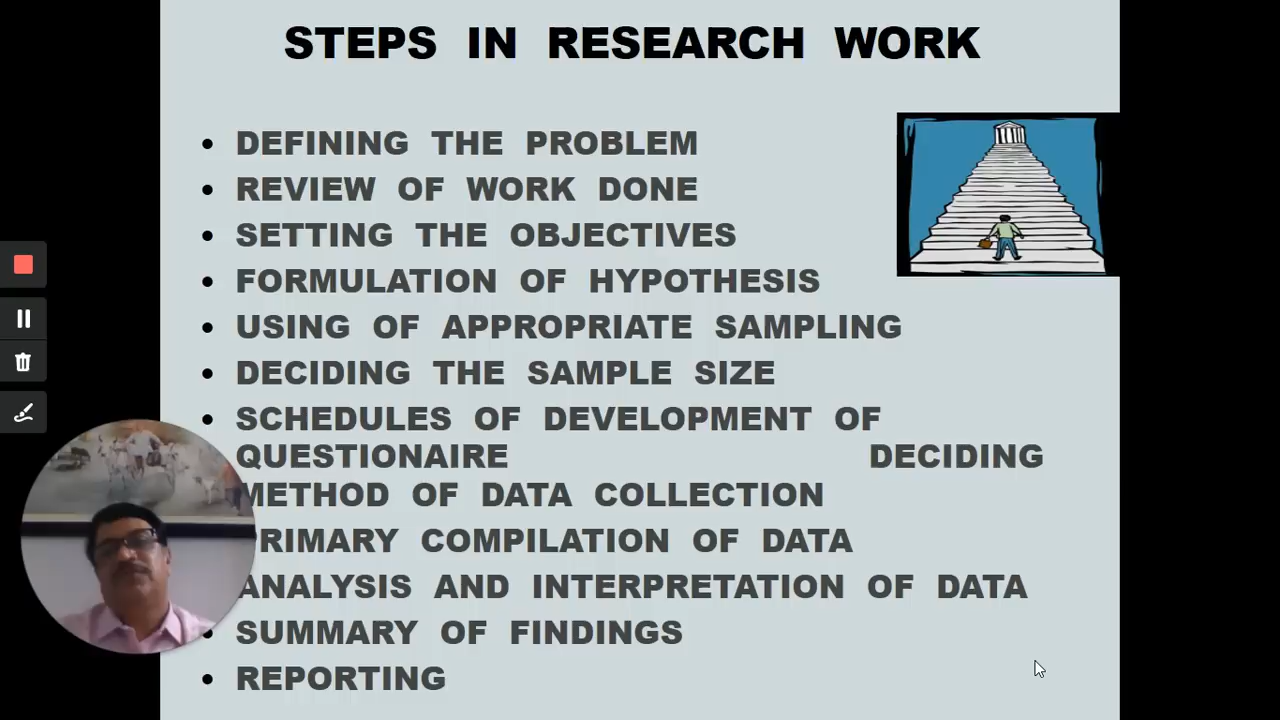 STEPS IN RESEARCH WORK
• DEFINING THE PROBLEM
• REVIEW OF WORK DONE
• SETTING THE OBJECTIVES
• FORMULATION OF HYPOTHESIS
• USING OF APPROPRIATE SAMPLING
• DECIDING THE SAMPLE SIZE
• SCHEDULES OF DEVELOPMENT OF
QUESTIONAIRE DECIDING
METHOD OF DATA COLLECTION
PRIMARY COMPILATION OF DATA
ANALYSIS AND INTERPRETATION OF DATA
• SUMMARY OF FINDINGS
• REPORTING